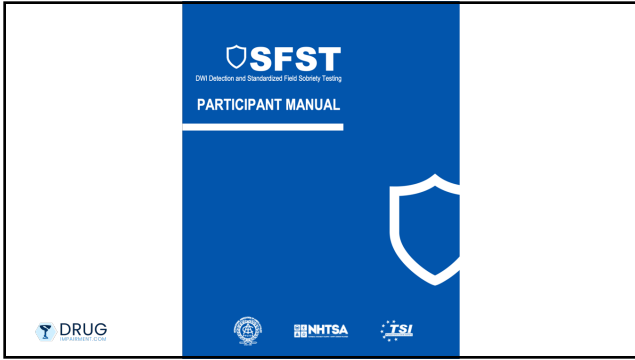 SFST
DWI Detection and Standardized Field Sobriety Testing
PARTICIPANT MANUAL
DRUG
IMPAIRMENT.COM
NHTSA
TSI